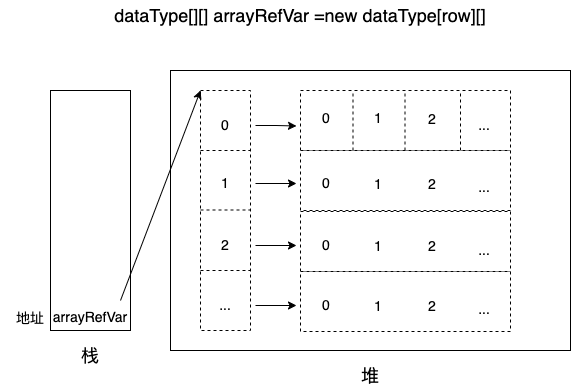 dataType[][] arrayRefVar =new dataType[row][]
0 0 1 2 ...
1 0 1 2 ...
2 0 1 2 ...
... 0 1 2 ...
地址 arrayRefVar
栈
堆